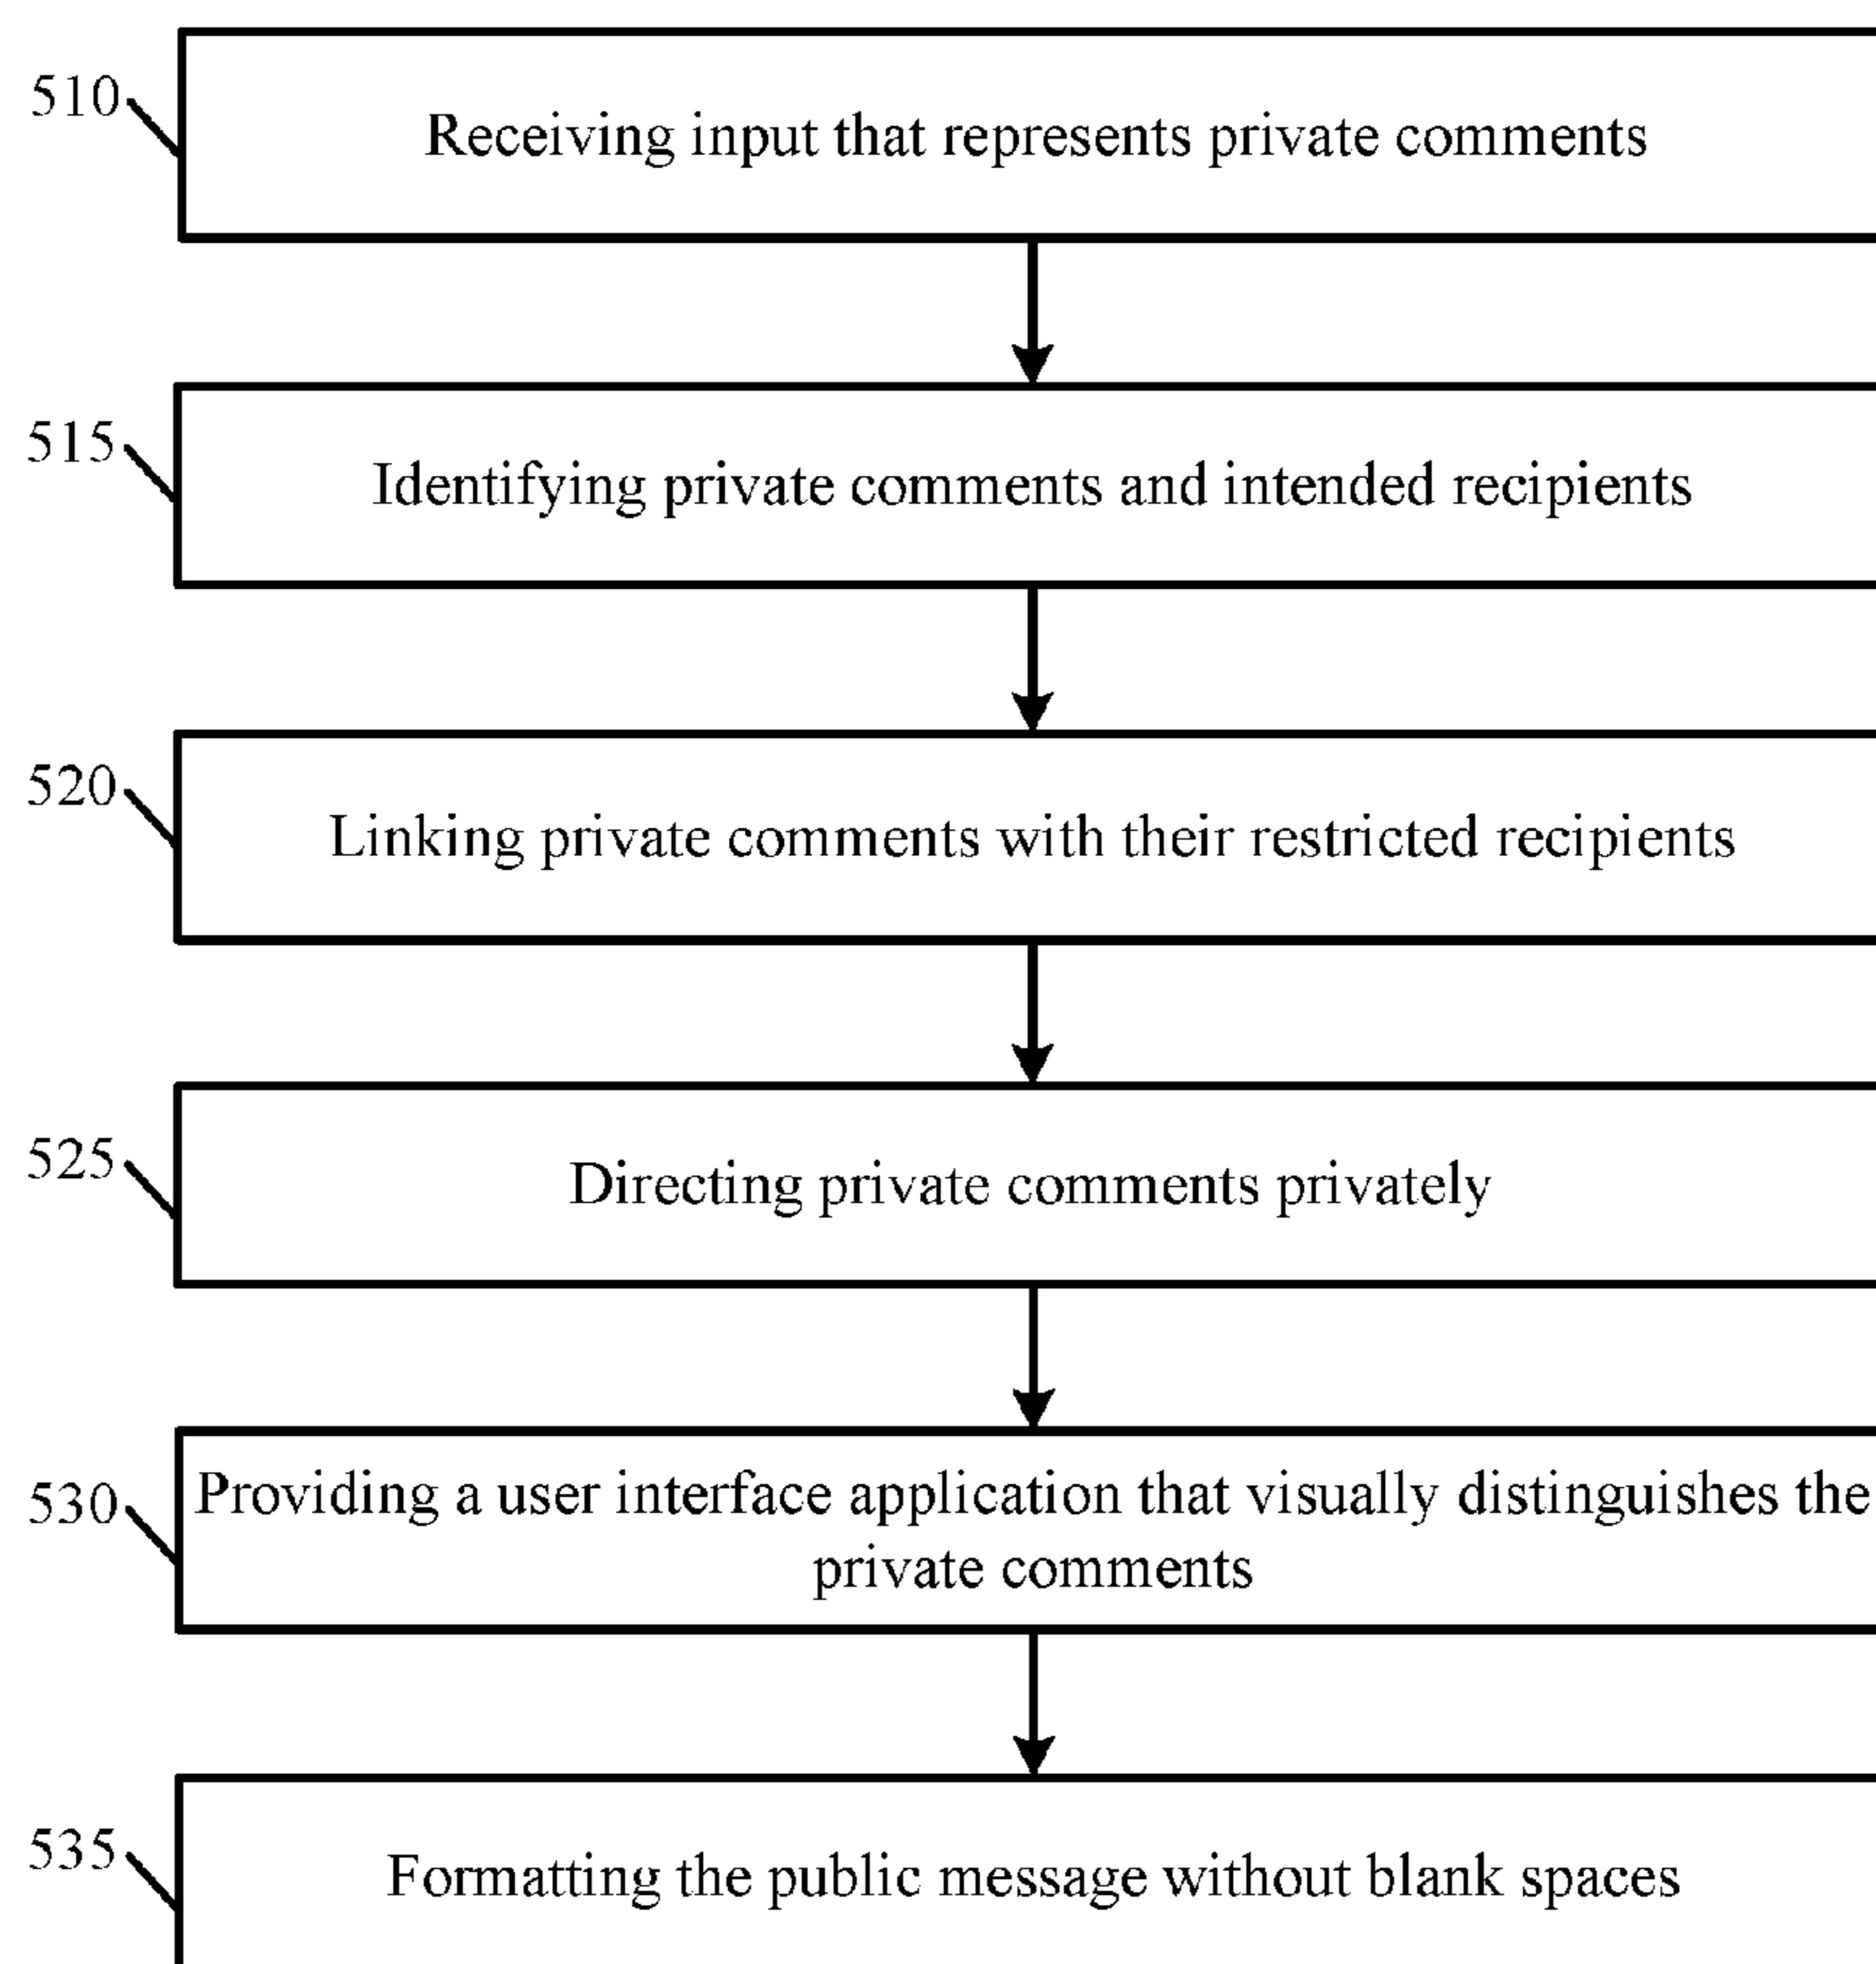 510
Receiving input that represents private comments
515
Identifying private comments and intended recipients
520
Linking private comments with their restricted recipients
525
Directing private comments privately
530
Providing a user interface application that visually distinguishes the
private comments
535
Formatting the public message without blank spaces